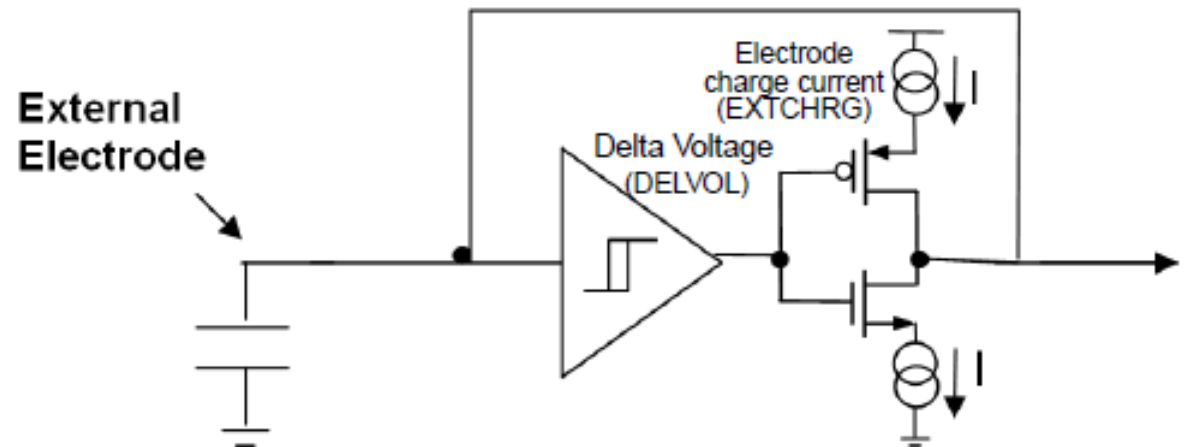 External
Electrode
Electrode
charge current
(EXTCHRG)
I
Delta Voltage
(DELVOL)
I